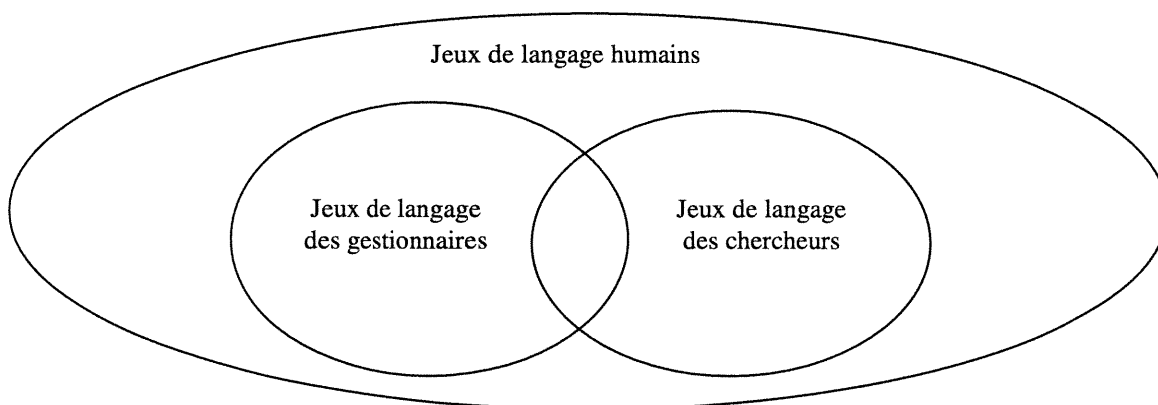 Jeux de langage humains
Jeux de langage
des gestionnaires
Jeux de langage
des chercheurs